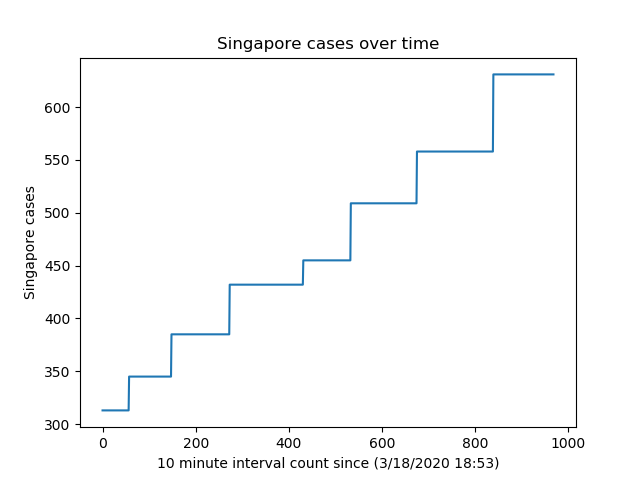 Singapore cases over time
600
550
500
450
400
350
300
Singapore cases
0 200 400 600 800 1000
10 minute interval count since (3/18/2020 18:53)